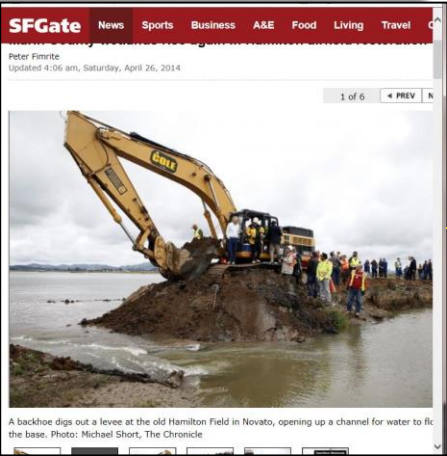 SFGate News Sports Business A&E Food Living Travel
Peter Fimrite
Updated 4:06 am, Saturday, April 26, 2014
1 of 6 ◄ PREV N
COLE
A backhoe digs out a levee at the old Hamilton Field in Novato, opening up a channel for water to flo
the base. Photo: Michael Short, The Chronicle